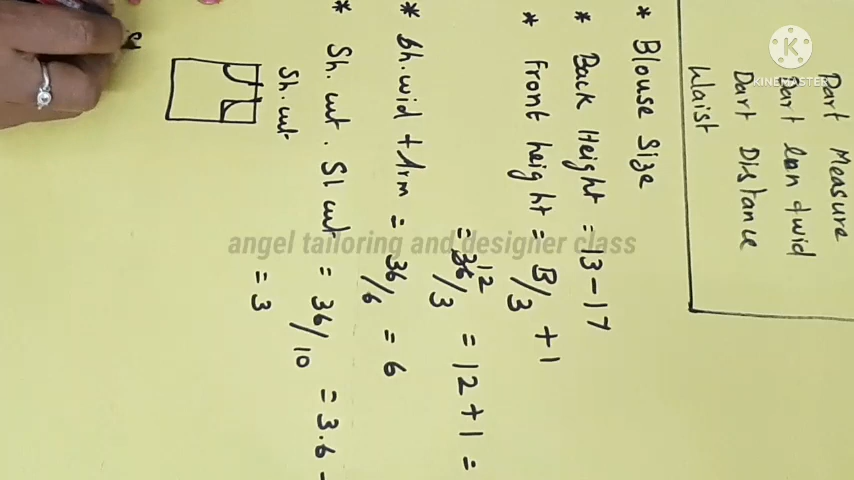 Dart Measure
Dart len & wid
Dart Distance
Waist
* Blouse Size
* Back Height = 13 - 17
* Front height = B/3 + 1
= 36/3 12 = 12 + 1 =
* Sh. wid + Arm = 36/6 = 6
* Sh. wt. Sl wt = 36/10 = 3.6 -
= 3
Sh. wt
K
KINEMASTER
angel tailoring and designer class